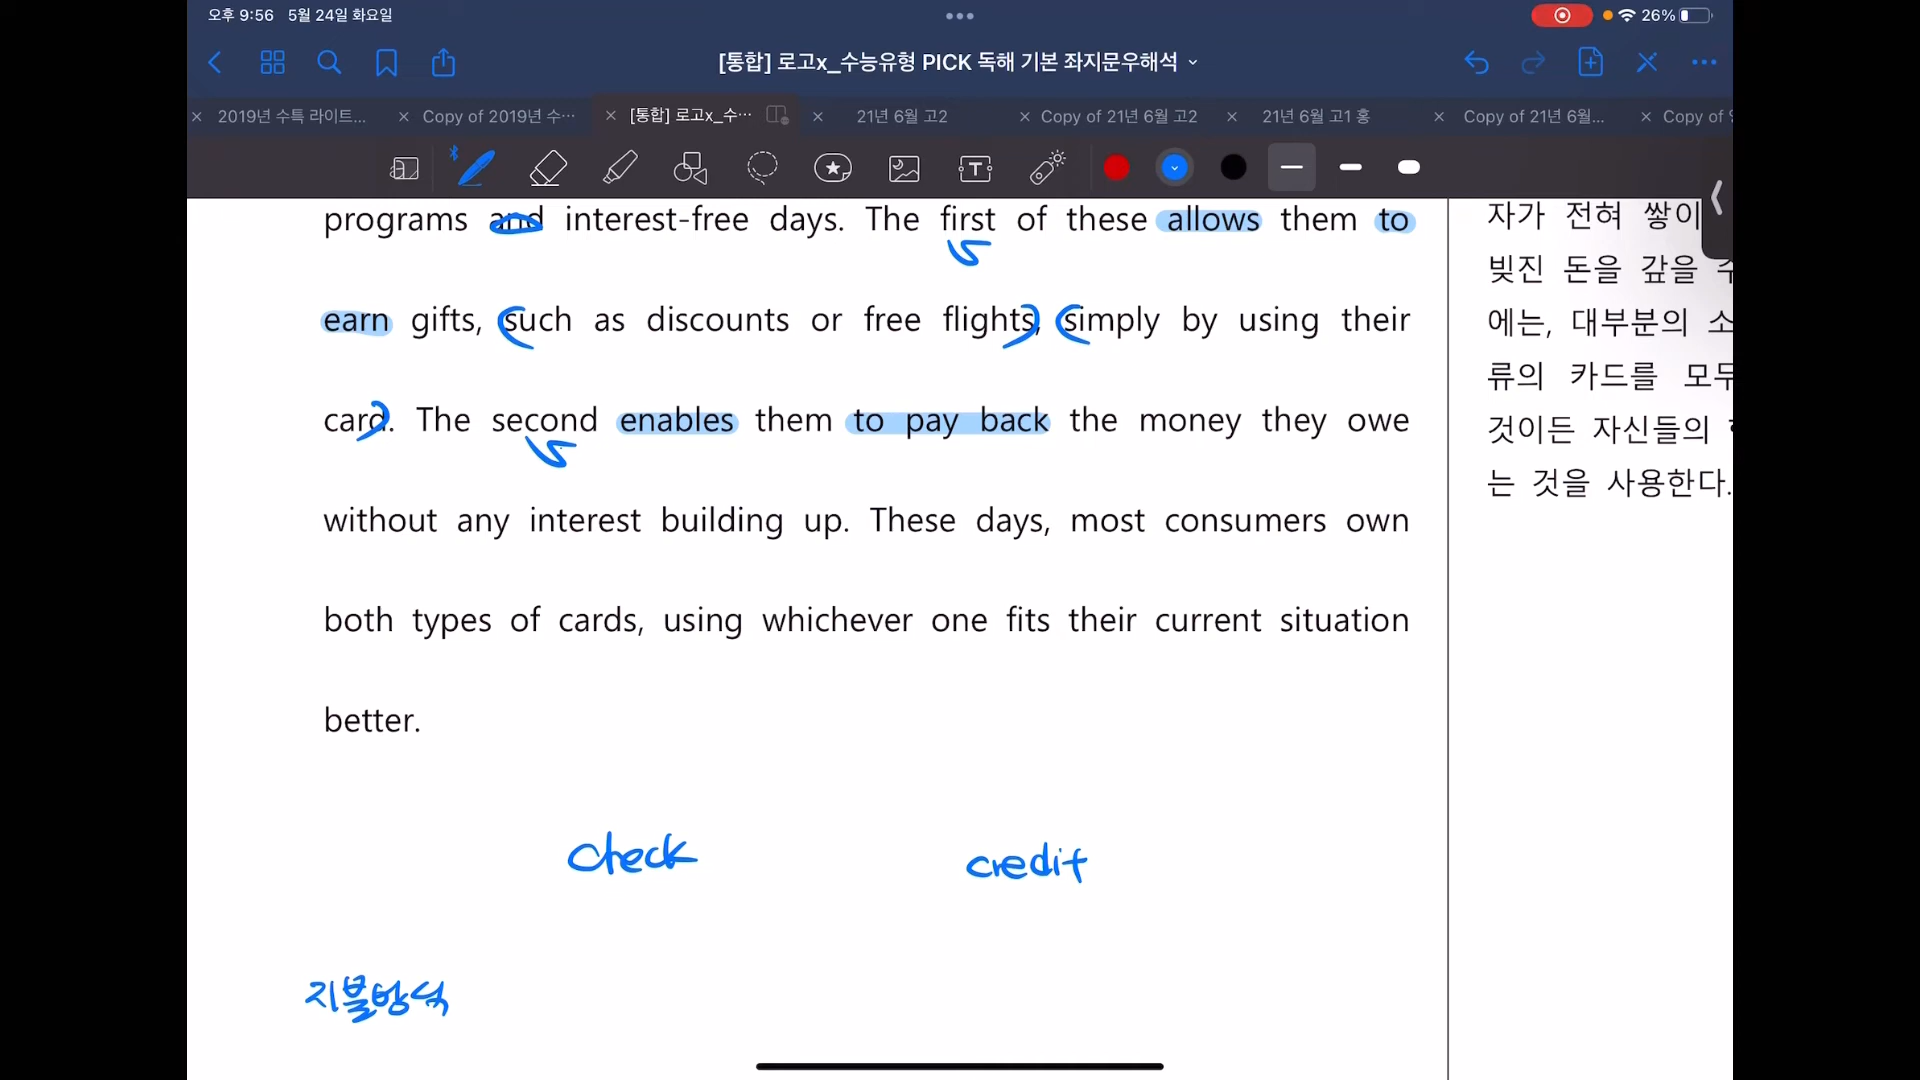 오후 9:56 5월 24일 화요일 26%
[통합] 로고x_수능유형 PICK 독해 기본 좌지문우해석
2019년 수특 라이트... Copy of 2019년 수... [통합] 로고x_수... 21년 6월 고2 Copy of 21년 6월 고2 21년 6월 고1 홍 Copy of 21년 6월... Copy of
programs and interest-free days. The first of these allows them to
earn gifts, (such as discounts or free flights), (simply by using their
card). The second enables them to pay back the money they owe
without any interest building up. These days, most consumers own
both types of cards, using whichever one fits their current situation
better.
check credit
지불방식
자가 전혀 쌓이
빚진 돈을 갚을
에는, 대부분의 소
류의 카드를 모두
것이든 자신들의
는 것을 사용한다.